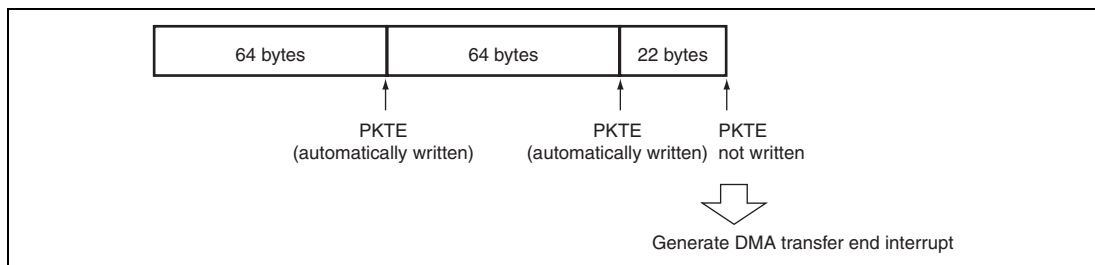 64 bytes 64 bytes 22 bytes
PKTE PKTE PKTE
(automatically written) (automatically written) not written
Generate DMA transfer end interrupt